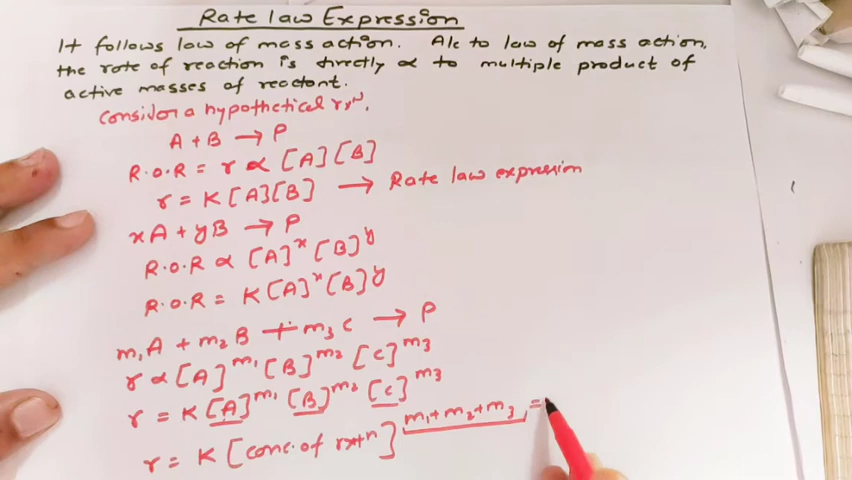 Rate law Expression
It follows law of mass action. Alc to law of mass action,
the rate of reaction is directly ∝ to multiple product of
active masses of reactant.
consider a hypothetical rxⁿ,
A + B → P
R.O.R = r ∝ [A][B]
r = K[A][B] → Rate law expression
xA + yB → P
R.O.R ∝ [A]ˣ [B]ʸ
R.O.R = K[A]ˣ [B]ʸ
m₁A + m₂B + m₃C → P
r ∝ [A]^m₁ [B]^m₂ [C]^m₃
r = K [A]^m₁ [B]^m₂ [C]^m₃
r = K [conc. of rxtⁿ]^m₁+m₂+m₃ =